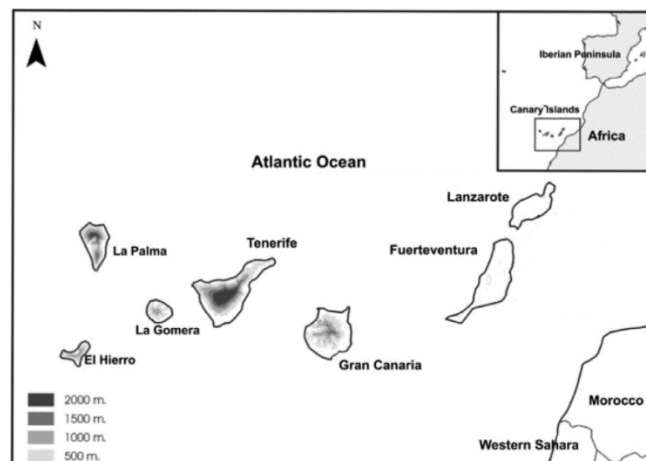 N
Iberian Peninsula
Canary Islands
Africa
Atlantic Ocean
Lanzarote
La Palma
Tenerife
Fuerteventura
La Gomera
El Hierro
Gran Canaria
2000 m.
1500 m.
1000 m.
500 m.
Morocco
Western Sahara